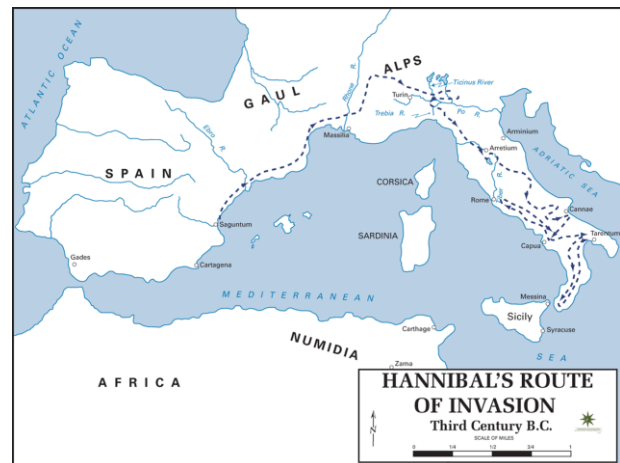 ATLANTIC OCEAN
GAUL
ALPS
Ticinus River
Turin
Rhone R.
Trebia R.
Po R.
Massilia
Arminium
Arretium
ADRIATIC SEA
Ebro R.
SPAIN
CORSICA
Rome
Cannae
Saguntum
SARDINIA
Capua
Tarentum
Gades
Cartagena
MEDITERRANEAN
Messina
Sicily
Carthage
Syracuse
NUMIDIA
SEA
Zama
AFRICA
HANNIBAL'S ROUTE
OF INVASION
Third Century B.C.
SCALE OF MILES
N
0 1/4 1/2 3/4 1